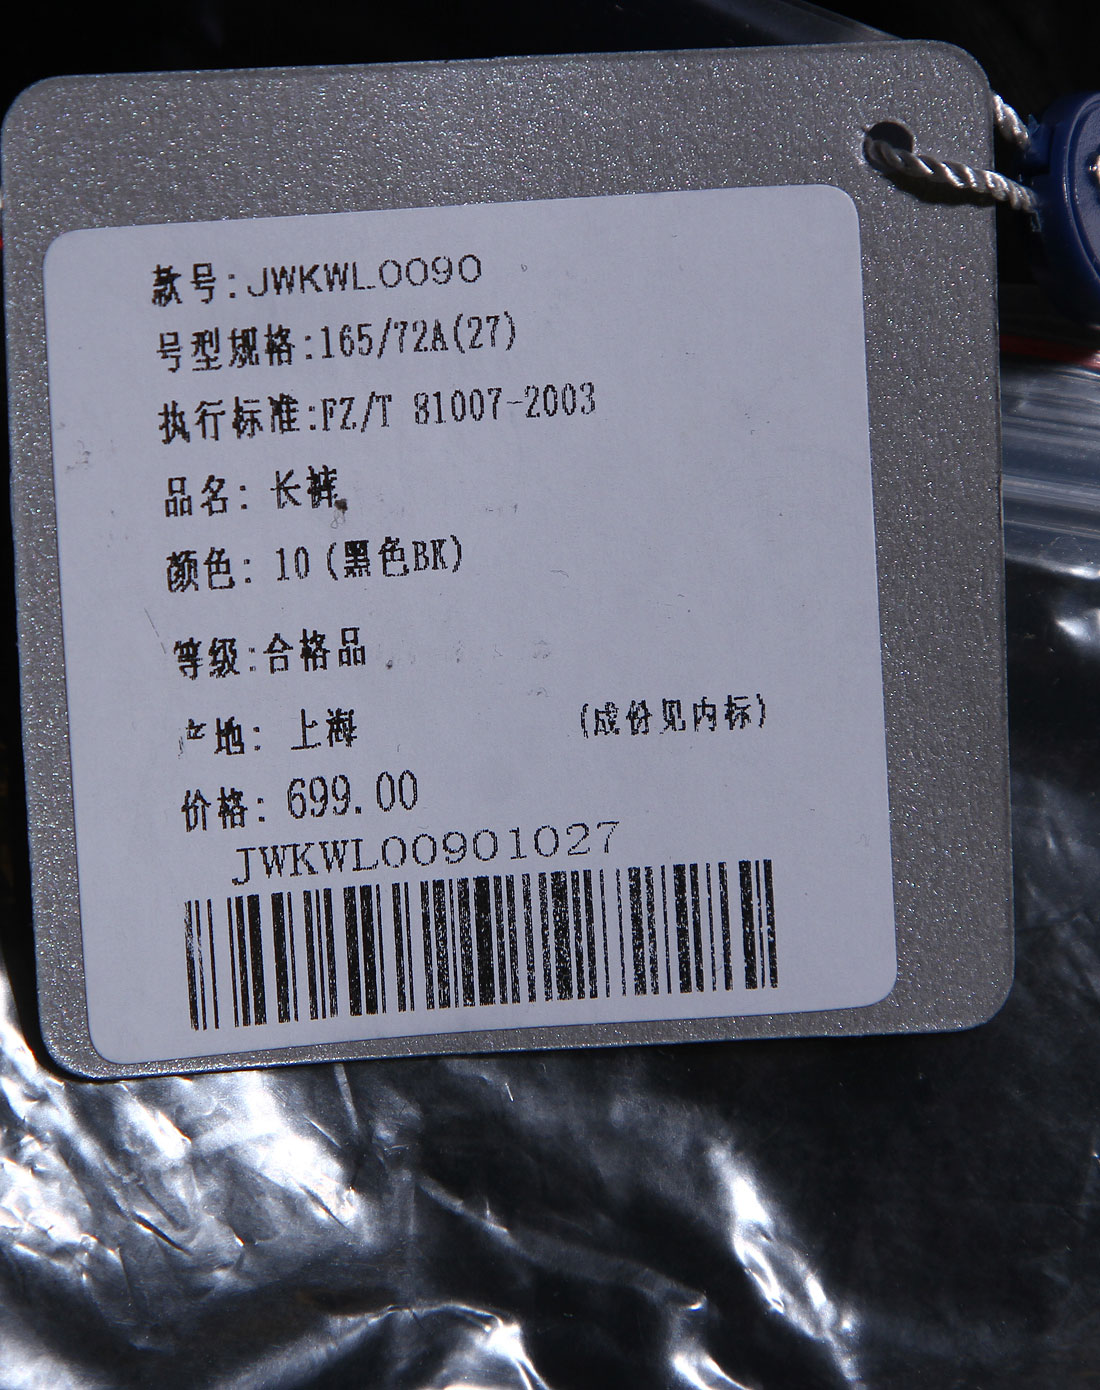 款号:JWKWL0090
号型规格:165/72A(27)
执行标准:FZ/T 81007-2003
品名: 长裤
颜色: 10(黑色BK)
等级:合格品
产地: 上海 (成份见内标)
价格: 699.00
JWKWL00901027